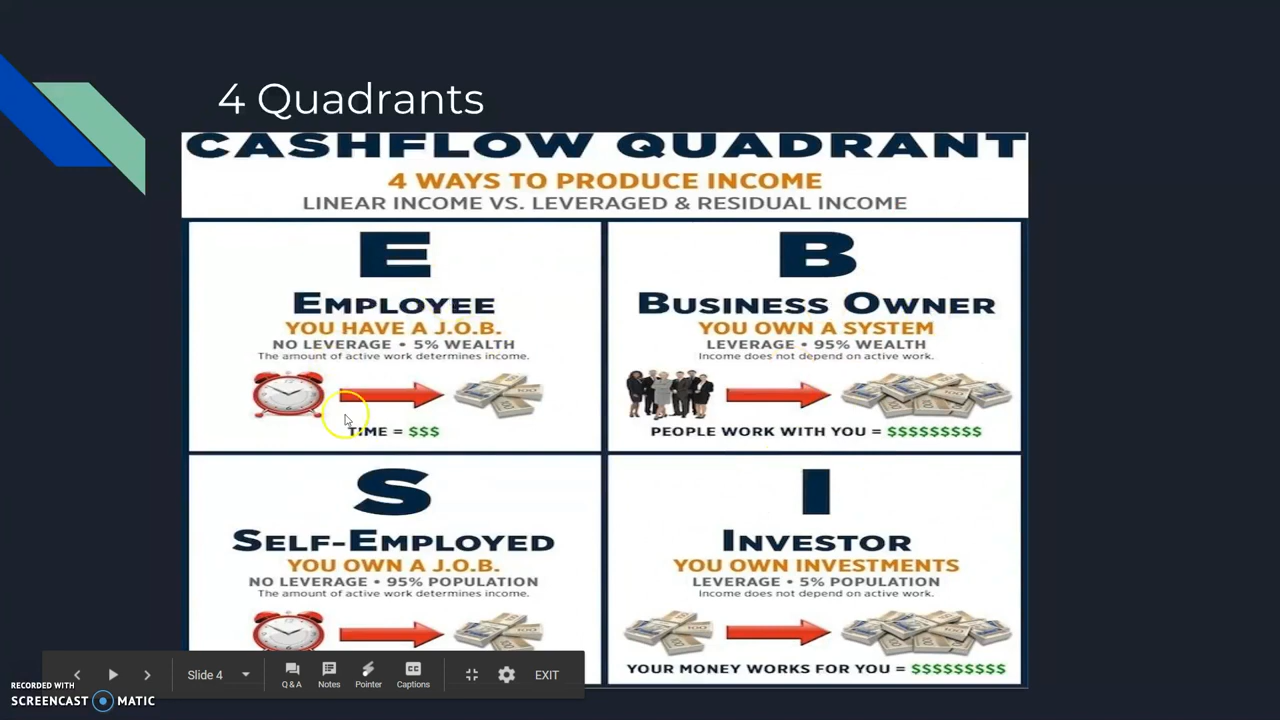 4 Quadrants
CASHFLOW QUADRANT
4 WAYS TO PRODUCE INCOME
LINEAR INCOME VS. LEVERAGED & RESIDUAL INCOME
E
EMPLOYEE
YOU HAVE A J.O.B.
NO LEVERAGE • 5% WEALTH
The amount of active work determines income.
TIME = $$$
B
BUSINESS OWNER
YOU OWN A SYSTEM
LEVERAGE • 95% WEALTH
Income does not depend on active work.
PEOPLE WORK WITH YOU = $$$$$$$$$
S
SELF-EMPLOYED
YOU OWN A J.O.B.
NO LEVERAGE • 95% POPULATION
The amount of active work determines income.
I
INVESTOR
YOU OWN INVESTMENTS
LEVERAGE • 5% POPULATION
Income does not depend on active work.
YOUR MONEY WORKS FOR YOU = $$$$$$$$$
Slide 4
Q & A
Notes
Pointer
CC
Captions
EXIT
RECORDED WITH
SCREENCAST MATIC